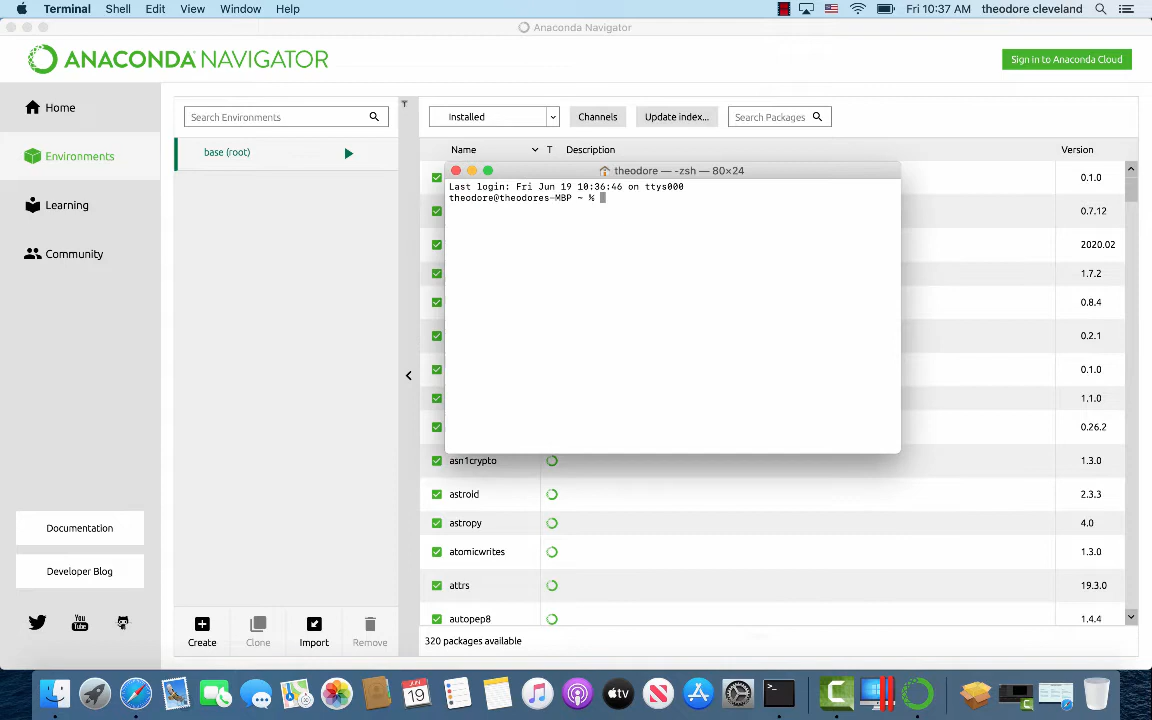 Terminal Shell Edit View Window Help Fri 10:37 AM theodore cleveland
Anaconda Navigator
ANACONDA NAVIGATOR
Sign in to Anaconda Cloud
Home
Environments
Learning
Community
Documentation
Developer Blog
You Tube
Search Environments
base (root)
Create Clone Import Remove
Installed Channels Update index... Search Packages
Name T Description Version
0.1.0
0.7.12
2020.02
1.7.2
0.8.4
0.2.1
0.1.0
1.1.0
0.26.2
asn1crypto 1.3.0
astroid 2.3.3
astropy 4.0
atomicwrites 1.3.0
attrs 19.3.0
autopep8 1.4.4
320 packages available
theodore — -zsh — 80×24
Last login: Fri Jun 19 10:36:46 on ttys000
theodore@theodores-MBP ~ %
JUN
19
tv
>_